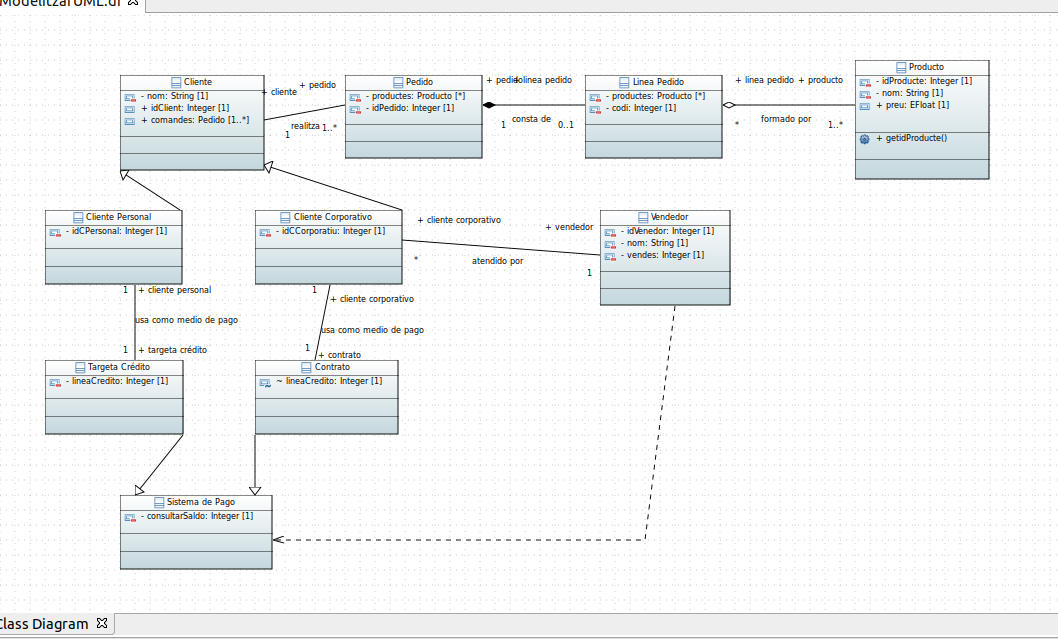 ModelitzarUML.di
Cliente
- nom: String [1]
+ idClient: Integer [1]
+ comandes: Pedido [1..*]
+ cliente
+ pedido
realitza
1
1..*
Pedido
- productes: Producto [*]
- idPedido: Integer [1]
+ pedido
linea pedido
consta de
1
0..1
Linea Pedido
- productes: Producto [*]
- codi: Integer [1]
+ linea pedido
+ producto
formado por
*
1..*
Producto
- idProducte: Integer [1]
- nom: String [1]
+ preu: EFloat [1]
+ getidProducte()
Cliente Personal
- idCPersonal: Integer [1]
Cliente Corporativo
- idCCorporatiu: Integer [1]
+ cliente corporativo
+ vendedor
*
atendido por
1
Vendedor
- idVenedor: Integer [1]
- nom: String [1]
- vendes: Integer [1]
1
+ cliente personal
usa como medio de pago
1
+ targeta crédito
1
+ cliente corporativo
usa como medio de pago
1
+ contrato
Targeta Crédito
- lineaCredito: Integer [1]
Contrato
~ lineaCredito: Integer [1]
Sistema de Pago
- consultarSaldo: Integer [1]
Class Diagram